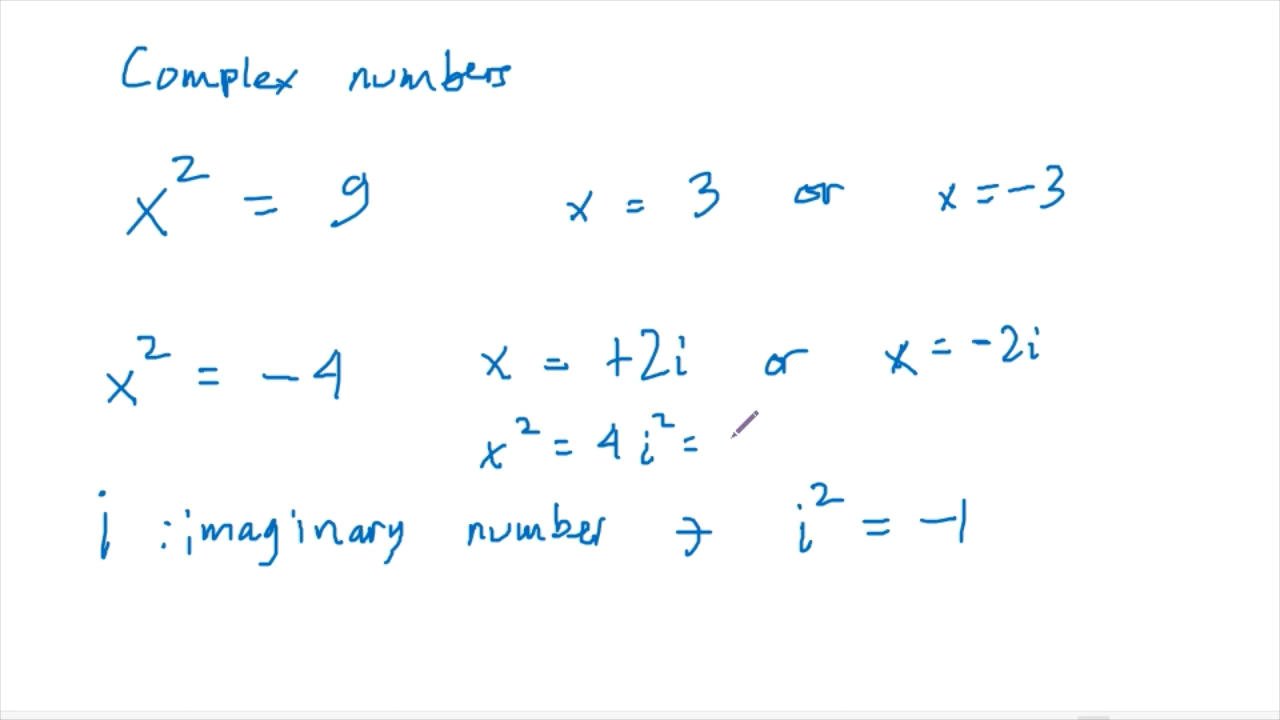 Complex numbers
x² = 9 x = 3 or x = -3
x² = -4 x = +2i or x = -2i
x² = 4i² =
i : imaginary number → i² = -1